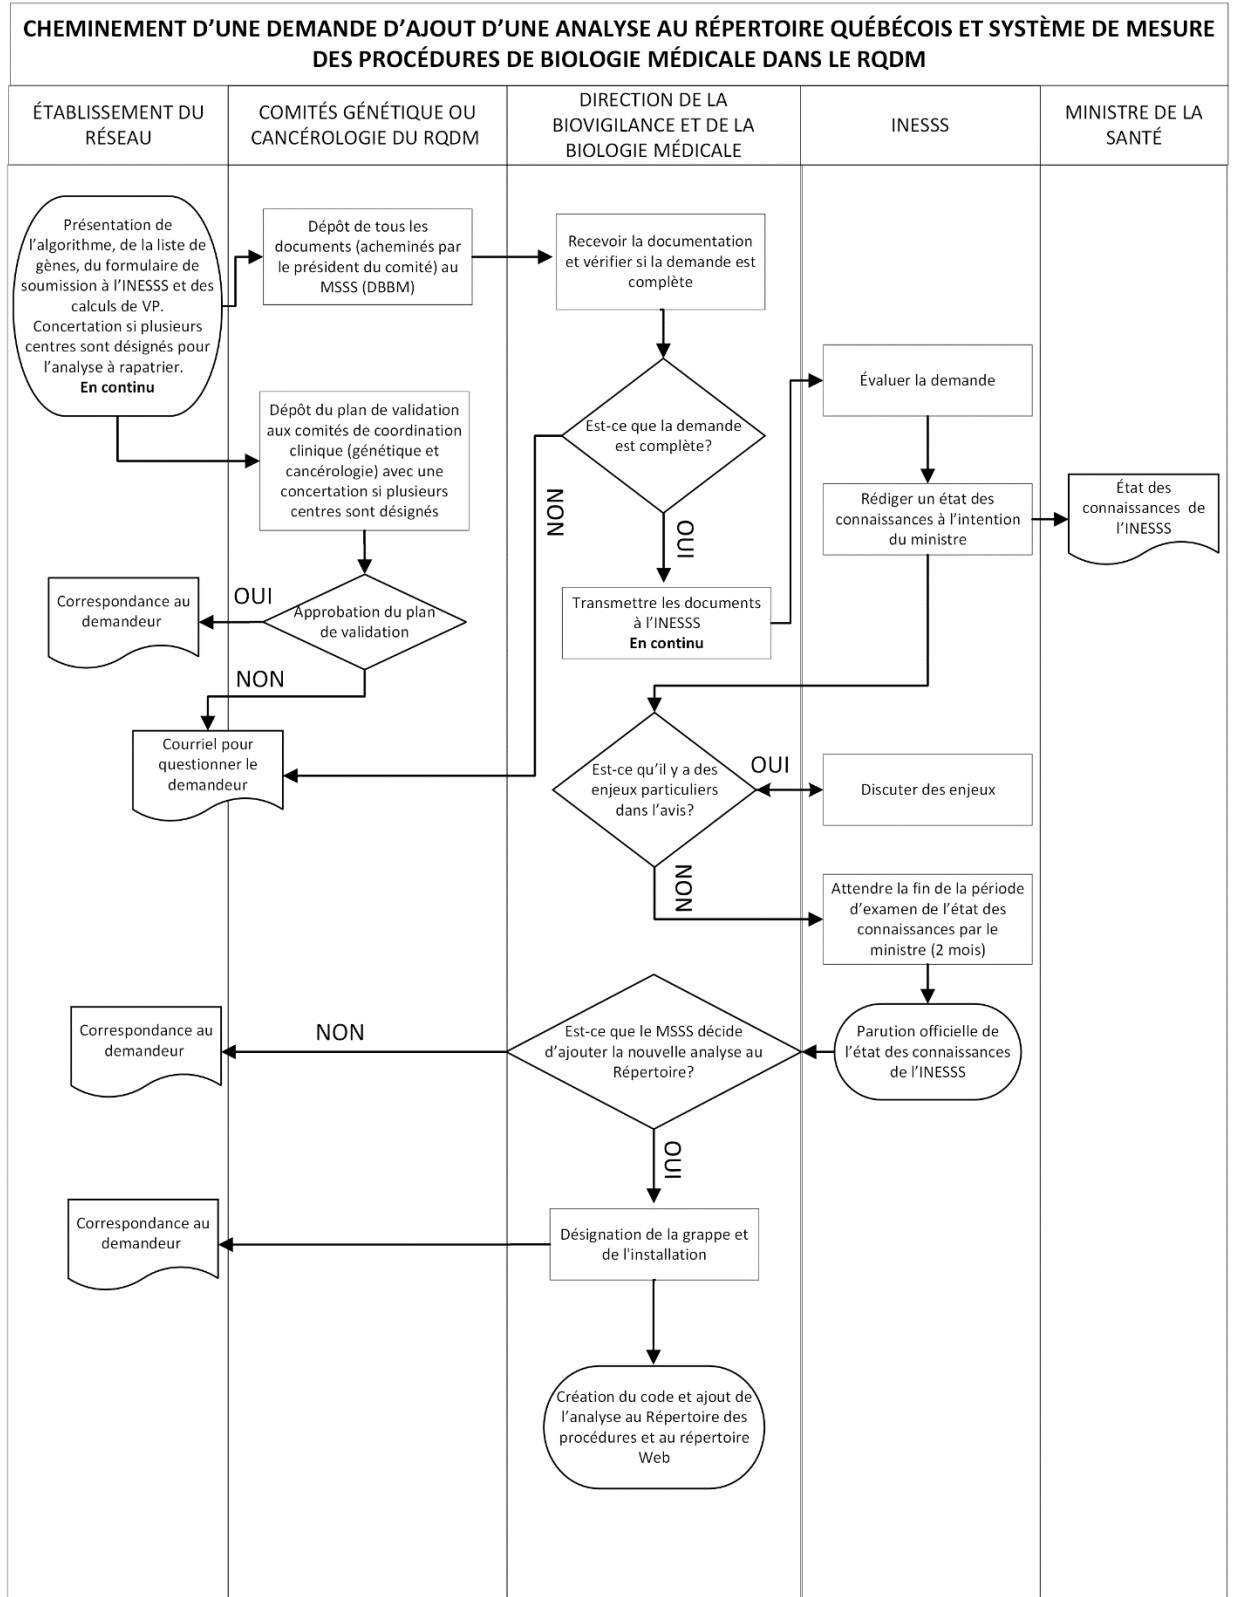 CHEMINEMENT D'UNE DEMANDE D'AJOUT D'UNE ANALYSE AU RÉPERTOIRE QUÉBÉCOIS ET SYSTÈME DE MESURE
DES PROCÉDURES DE BIOLOGIE MÉDICALE DANS LE RQDM
ÉTABLISSEMENT DU
RÉSEAU
COMITÉS GÉNÉTIQUE OU
CANCÉROLOGIE DU RQDM
DIRECTION DE LA
BIOVIGILANCE ET DE LA
BIOLOGIE MÉDICALE
INESSS
MINISTRE DE LA
SANTÉ
Présentation de
l'algorithme, de la liste de
gènes, du formulaire de
soumission à l'INESSS et des
calculs de VP.
Concertation si plusieurs
centres sont désignés pour
l'analyse à rapatrier.
En continu
Dépôt de tous les
documents (acheminés par
le président du comité) au
MSSS (DBBM)
Recevoir la documentation
et vérifier si la demande est
complète
Dépôt du plan de validation
aux comités de coordination
clinique (génétique et
cancérologie) avec une
concertation si plusieurs
centres sont désignés
Est-ce que la demande
est complète?
NON
OUI
Évaluer la demande
Rédiger un état des
connaissances à l'intention
du ministre
État des
connaissances de
l'INESSS
Transmettre les documents
à l'INESSS
En continu
Approbation du plan
de validation
OUI
Correspondance au
demandeur
NON
Courriel pour
questionner le
demandeur
Est-ce qu'il y a des
enjeux particuliers
dans l'avis?
OUI
Discuter des enjeux
NON
Attendre la fin de la période
d'examen de l'état des
connaissances par le
ministre (2 mois)
Parution officielle de
l'état des connaissances
de l'INESSS
Est-ce que le MSSS décide
d'ajouter la nouvelle analyse au
Répertoire?
NON
Correspondance au
demandeur
OUI
Désignation de la grappe et
de l'installation
Correspondance au
demandeur
Création du code et ajout de
l'analyse au Répertoire des
procédures et au répertoire
Web